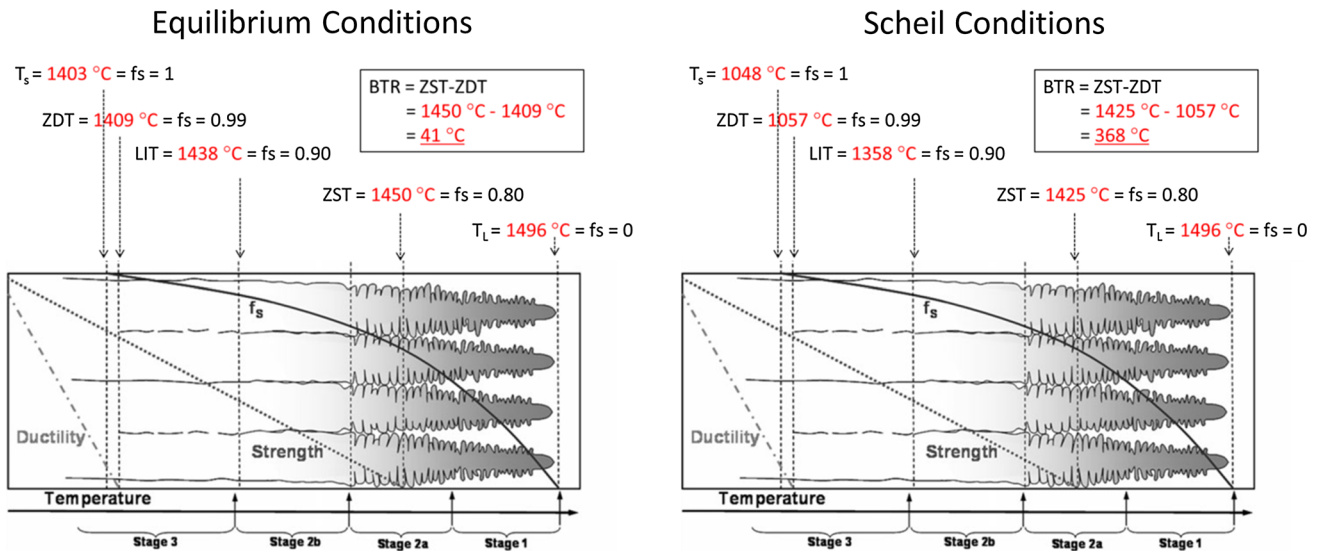 Equilibrium Conditions
Tₛ = 1403 °C = fs = 1
BTR = ZST-ZDT
= 1450 °C - 1409 °C
= 41 °C
ZDT = 1409 °C = fs = 0.99
LIT = 1438 °C = fs = 0.90
ZST = 1450 °C = fs = 0.80
T_L = 1496 °C = fs = 0
fₛ
Ductility
Strength
Temperature
Stage 3
Stage 2b
Stage 2a
Stage 1
Scheil Conditions
Tₛ = 1048 °C = fs = 1
BTR = ZST-ZDT
= 1425 °C - 1057 °C
= 368 °C
ZDT = 1057 °C = fs = 0.99
LIT = 1358 °C = fs = 0.90
ZST = 1425 °C = fs = 0.80
T_L = 1496 °C = fs = 0
fₛ
Ductility
Strength
Temperature
Stage 3
Stage 2b
Stage 2a
Stage 1